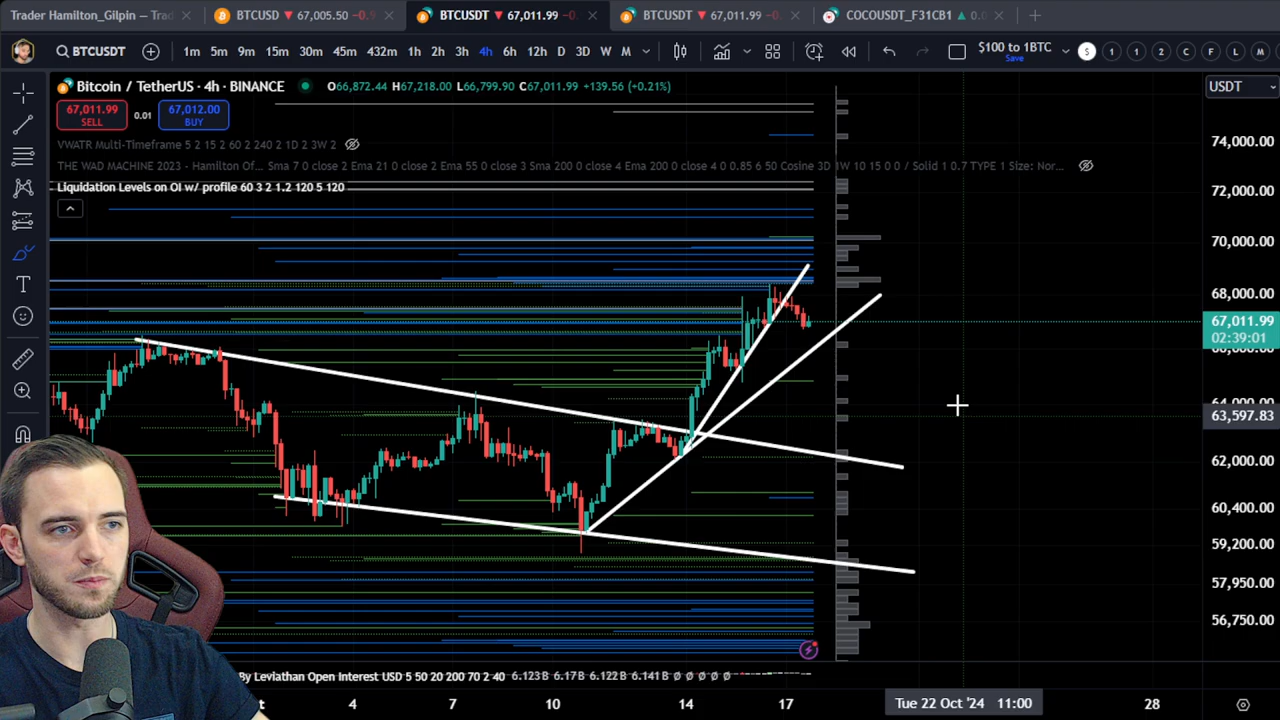 Trader Hamilton_Gilpin — Trad
BTCUSD 67,005.50 -0.9
BTCUSDT 67,011.99 -0.
BTCUSDT 67,011.99 -0.
COCOUSDT_F31CB1 0.0
BTCUSDT 1m 5m 9m 15m 30m 45m 432m 1h 2h 3h 4h 6h 12h D 3D W M $100 to 1BTC S 1 1 2 C F L M
Save
Bitcoin / TetherUS · 4h · BINANCE O66,872.44 H67,218.00 L66,799.90 C67,011.99 +139.56 (+0.21%)
USDT
67,011.99 0.01 67,012.00
SELL BUY
VWATR Multi-Timeframe 5 2 15 2 60 2 240 2 1D 2 3W 2
THE WAD MACHINE 2023 - Hamilton Of... Sma 7 0 close 2 Ema 21 0 close 2 Ema 55 0 close 3 Sma 200 0 close 4 Ema 200 0 close 4 0.85 6 50 Cosine 3D 1W 10 15 0 0 / Solid 1 0.7 TYPE 1 Size: Nor...
Liquidation Levels on OI w/ profile 60 3 2 1.2 120 5 120
74,000.00
72,000.00
70,000.00
68,000.00
67,011.99
02:39:01
64,000.00
63,597.83
62,000.00
60,400.00
59,200.00
57,950.00
56,750.00
By Leviathan Open Interest USD 5 50 20 200 70 2 40 6.123B 6.17B 6.122B 6.141B Ø Ø Ø Ø Ø Ø
t 4 7 10 14 17 Tue 22 Oct '24 11:00 28